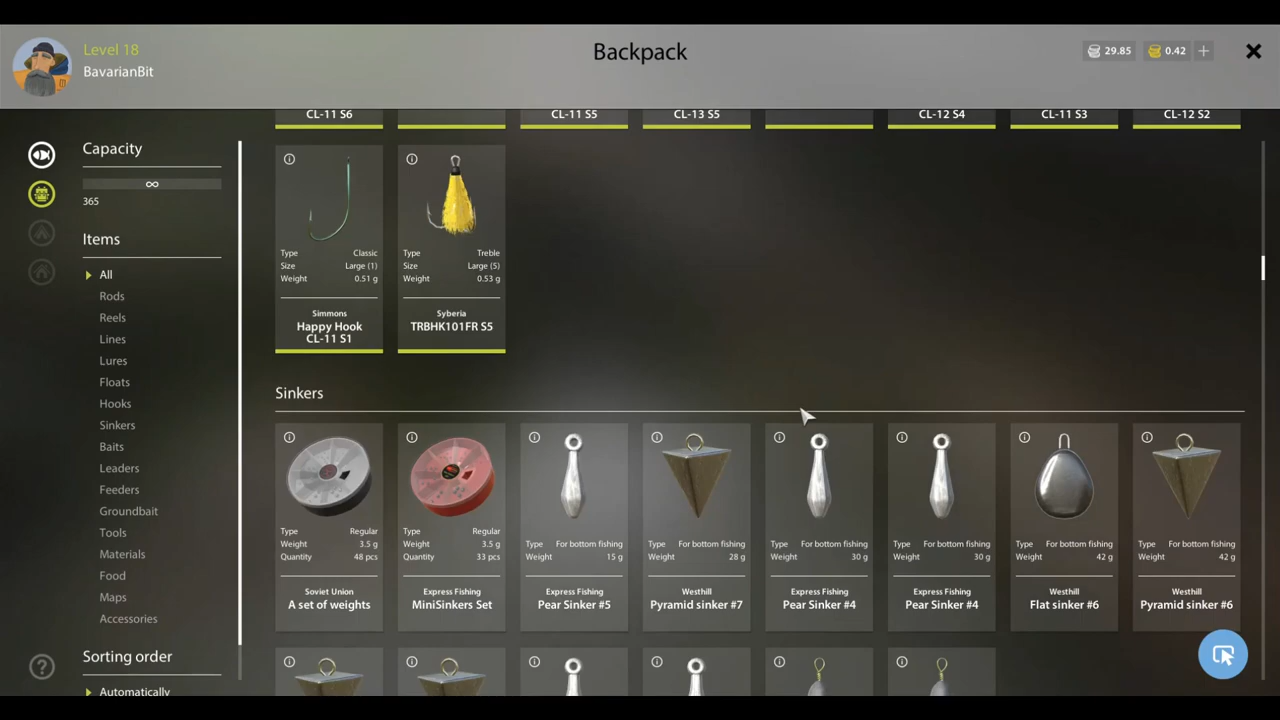 Level 18
BavarianBit
Backpack
29.85
0.42
+
Capacity
∞
365
Items
All
Rods
Reels
Lines
Lures
Floats
Hooks
Sinkers
Baits
Leaders
Feeders
Groundbait
Tools
Materials
Food
Maps
Accessories
Sorting order
Automatically
?
CL-11 S6
CL-11 S5
CL-13 S5
CL-12 S4
CL-11 S3
CL-12 S2
Type Classic
Size Large (1)
Weight 0.51 g
Simmons
Happy Hook
CL-11 S1
Type Treble
Size Large (5)
Weight 0.53 g
Syberia
TRBHK101FR S5
Sinkers
Type Regular
Weight 3.5 g
Quantity 48 pcs
Soviet Union
A set of weights
Type Regular
Weight 3.5 g
Quantity 33 pcs
Express Fishing
MiniSinkers Set
Type For bottom fishing
Weight 15 g
Express Fishing
Pear Sinker #5
Type For bottom fishing
Weight 28 g
Westhill
Pyramid sinker #7
Type For bottom fishing
Weight 30 g
Express Fishing
Pear Sinker #4
Type For bottom fishing
Weight 30 g
Express Fishing
Pear Sinker #4
Type For bottom fishing
Weight 42 g
Westhill
Flat sinker #6
Type For bottom fishing
Weight 42 g
Westhill
Pyramid sinker #6